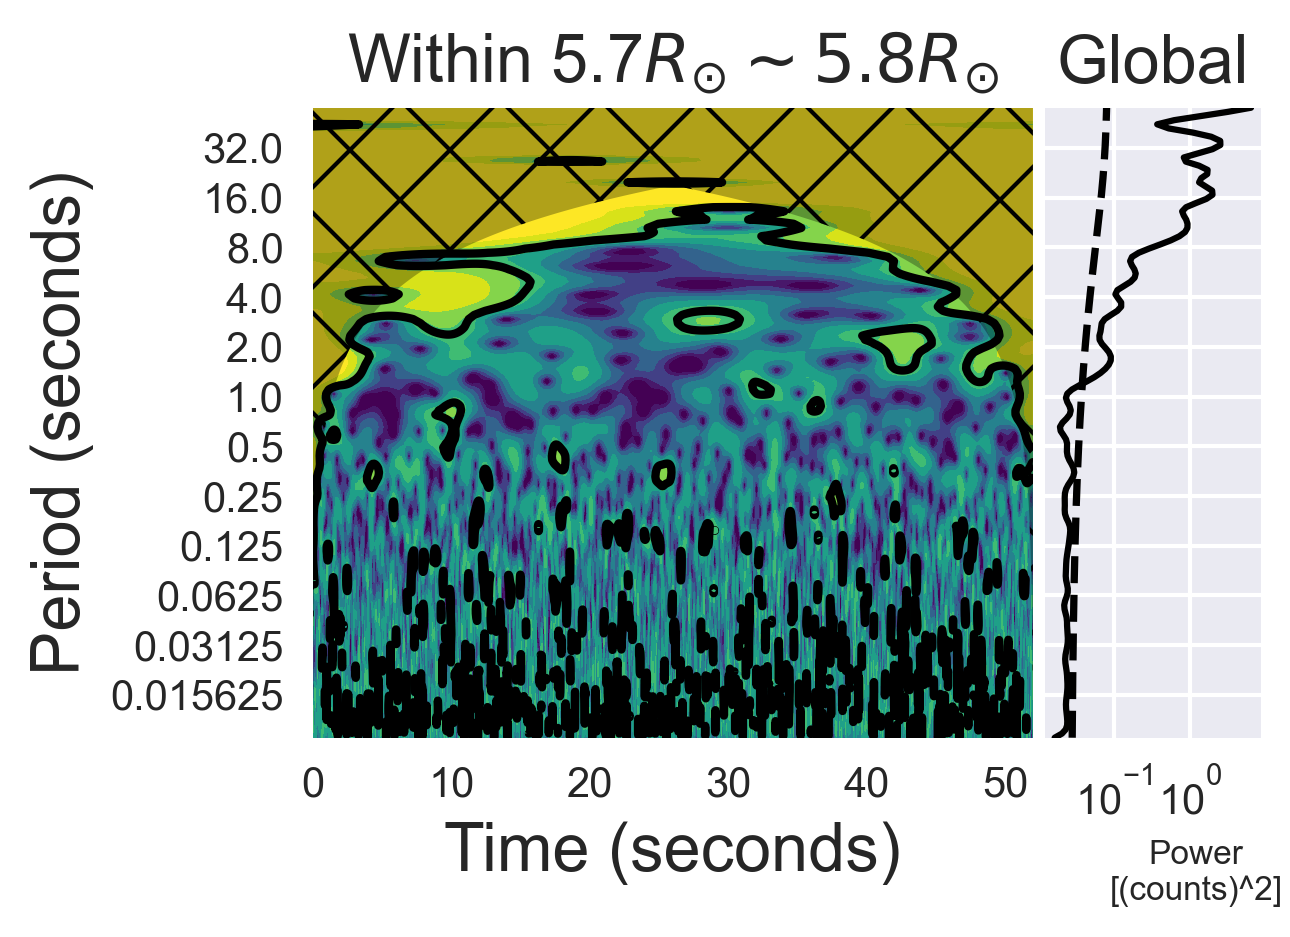 Within 5.7R☉ ∼ 5.8R☉
Global
Period (seconds)
32.0
16.0
8.0
4.0
2.0
1.0
0.5
0.25
0.125
0.0625
0.03125
0.015625
0 10 20 30 40 50
Time (seconds)
10⁻¹ 10⁰
Power
[(counts)^2]